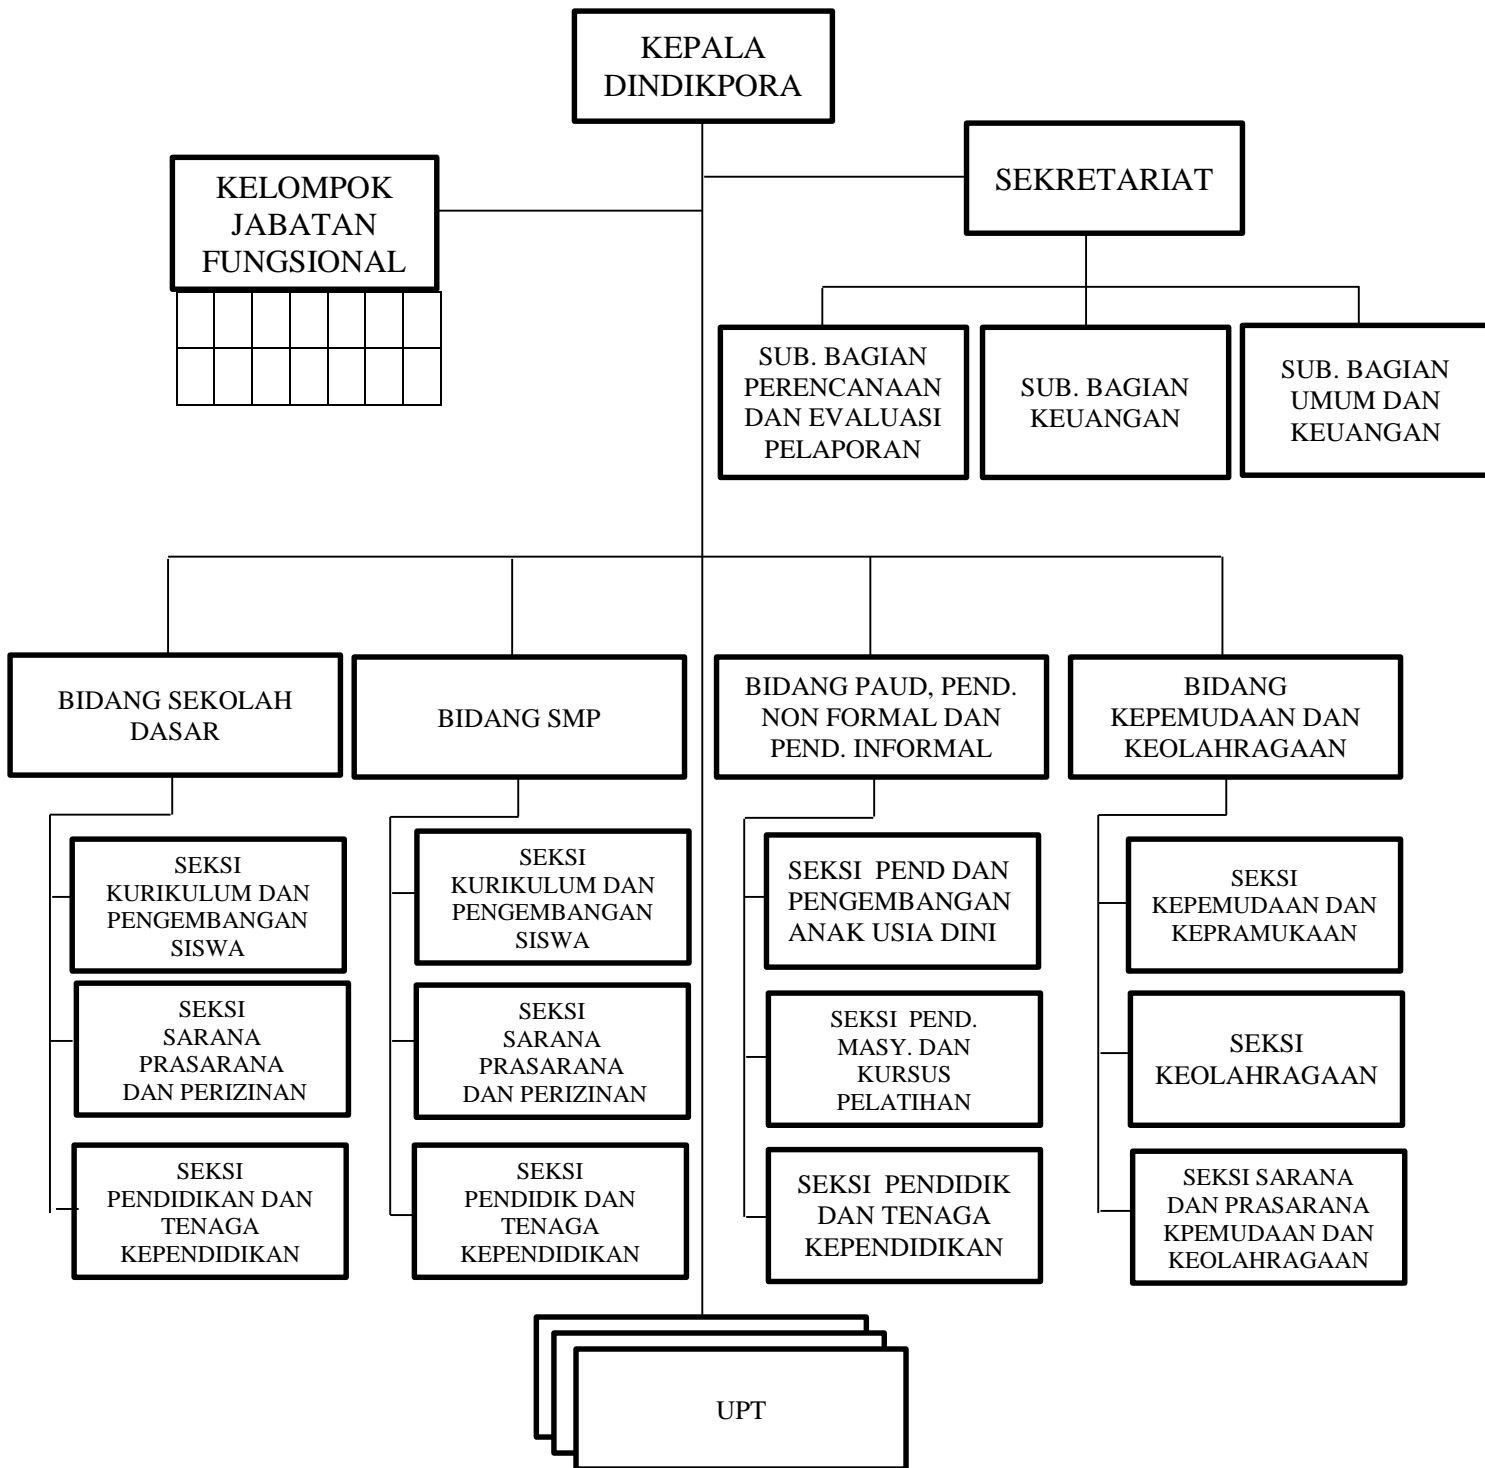 KEPALA
DINDIKPORA
KELOMPOK
JABATAN
FUNGSIONAL
SEKRETARIAT
SUB. BAGIAN
PERENCANAAN
DAN EVALUASI
PELAPORAN
SUB. BAGIAN
KEUANGAN
SUB. BAGIAN
UMUM DAN
KEUANGAN
BIDANG SEKOLAH
DASAR
BIDANG SMP
BIDANG PAUD, PEND.
NON FORMAL DAN
PEND. INFORMAL
BIDANG
KEPEMUDAAN DAN
KEOLAHRAGAAN
SEKSI
KURIKULUM DAN
PENGEMBANGAN
SISWA
SEKSI
SARANA
PRASARANA
DAN PERIZINAN
SEKSI
PENDIDIKAN DAN
TENAGA
KEPENDIDIKAN
SEKSI
KURIKULUM DAN
PENGEMBANGAN
SISWA
SEKSI
SARANA
PRASARANA
DAN PERIZINAN
SEKSI
PENDIDIK DAN
TENAGA
KEPENDIDIKAN
SEKSI PEND DAN
PENGEMBANGAN
ANAK USIA DINI
SEKSI PEND.
MASY. DAN
KURSUS
PELATIHAN
SEKSI PENDIDIK
DAN TENAGA
KEPENDIDIKAN
SEKSI
KEPEMUDAAN DAN
KEPRAMUKAAN
SEKSI
KEOLAHRAGAAN
SEKSI SARANA
DAN PRASARANA
KPEMUDAAN DAN
KEOLAHRAGAAN
UPT